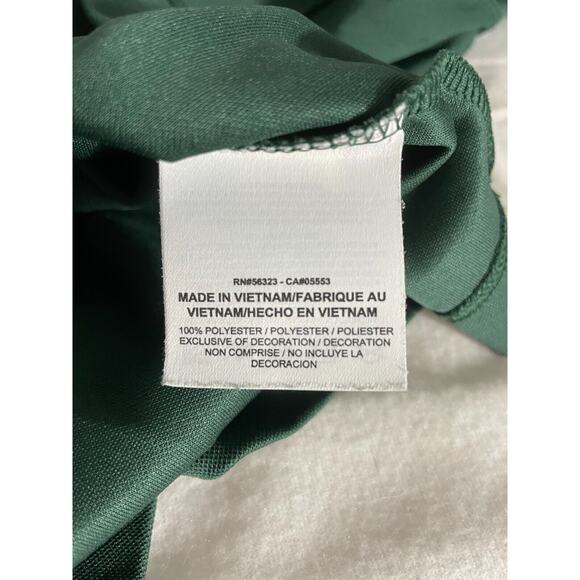 RN#56323 - CA#05553
MADE IN VIETNAM/FABRIQUE AU
VIETNAM/HECHO EN VIETNAM
100% POLYESTER / POLYESTER / POLIESTER
EXCLUSIVE OF DECORATION / DECORATION
NON COMPRISE / NO INCLUYE LA
DECORACION